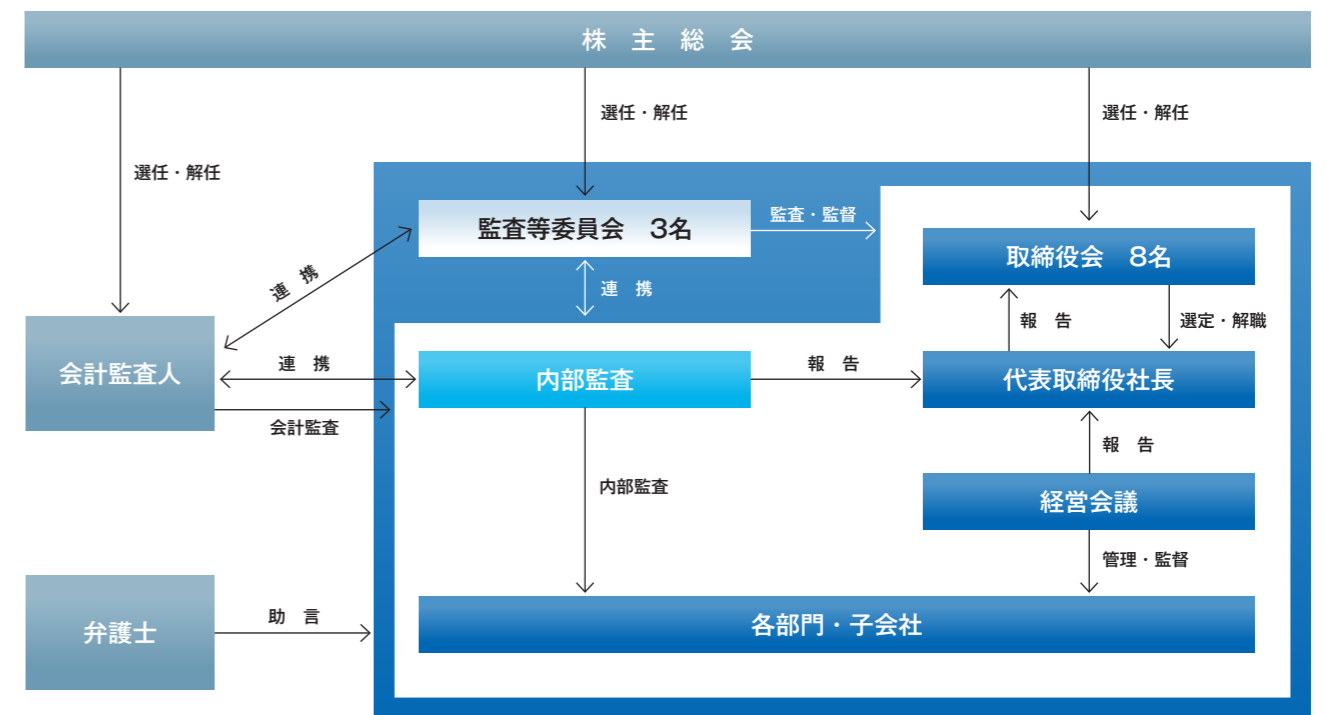 株 主 総 会
選任・解任
選任・解任
選任・解任
監査等委員会 3名
監査・監督
取締役会 8名
連 携
連 携
報 告
選定・解職
会計監査人
連 携
内部監査
報 告
代表取締役社長
会計監査
報 告
内部監査
経営会議
管理・監督
弁護士
助 言
各部門・子会社